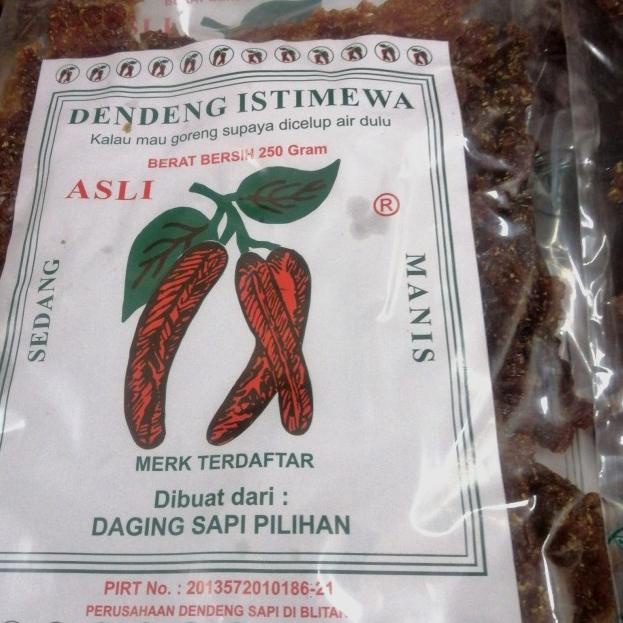 DENDENG ISTIMEWA
Kalau mau goreng supaya dicelup air dulu
BERAT BERSIH 250 Gram
ASLI
®
SEDANG
MANIS
MERK TERDAFTAR
Dibuat dari :
DAGING SAPI PILIHAN
PIRT No. : 2013572010186-21
PERUSAHAAN DENDENG SAPI DI BLITAR